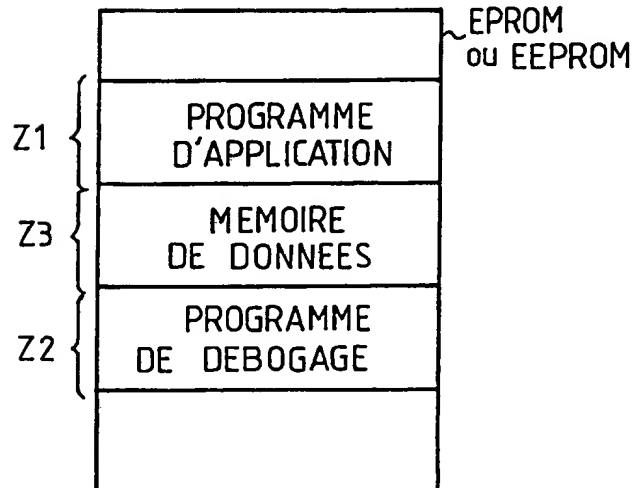 EPROM
ou EEPROM
Z1
PROGRAMME
D'APPLICATION
Z3
MEMOIRE
DE DONNEES
Z2
PROGRAMME
DE DEBOGAGE